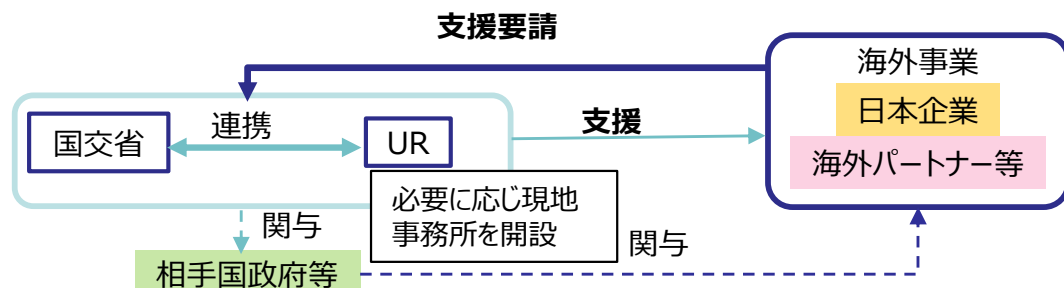 支援要請
海外事業
日本企業
海外パートナー等
国交省
連携
UR
支援
必要に応じ現地
事務所を開設
関与
関与
相手国政府等